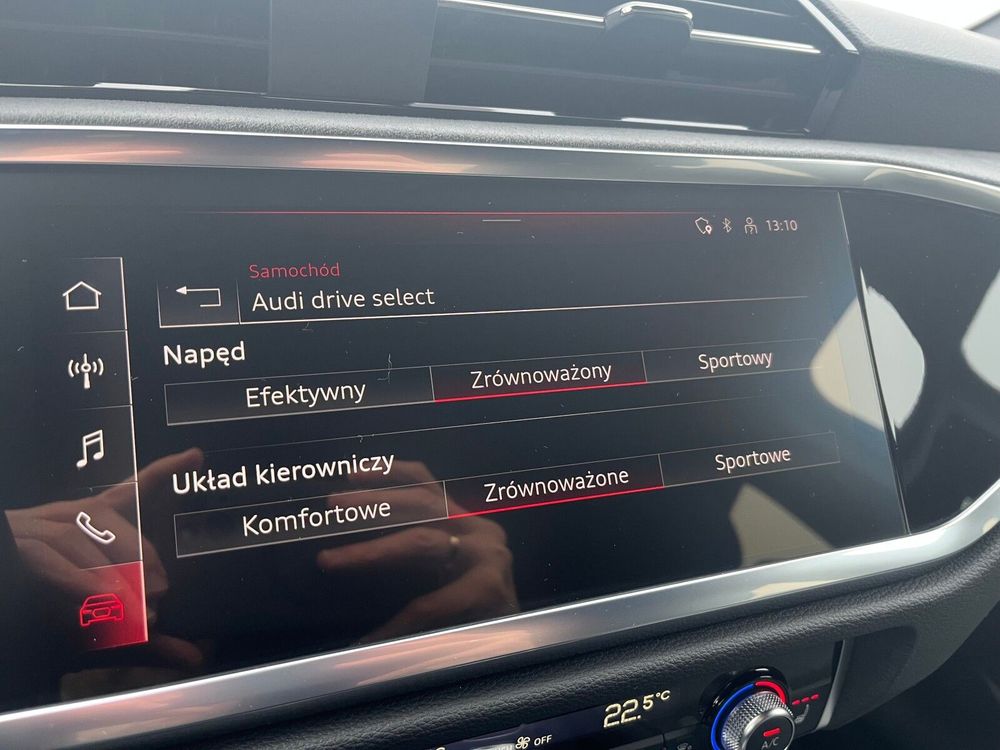 13:10
Samochód
Audi drive select
Napęd
Efektywny Zrównoważony Sportowy
Układ kierowniczy
Komfortowe Zrównoważone Sportowe
22.5°C
OFF
A/C